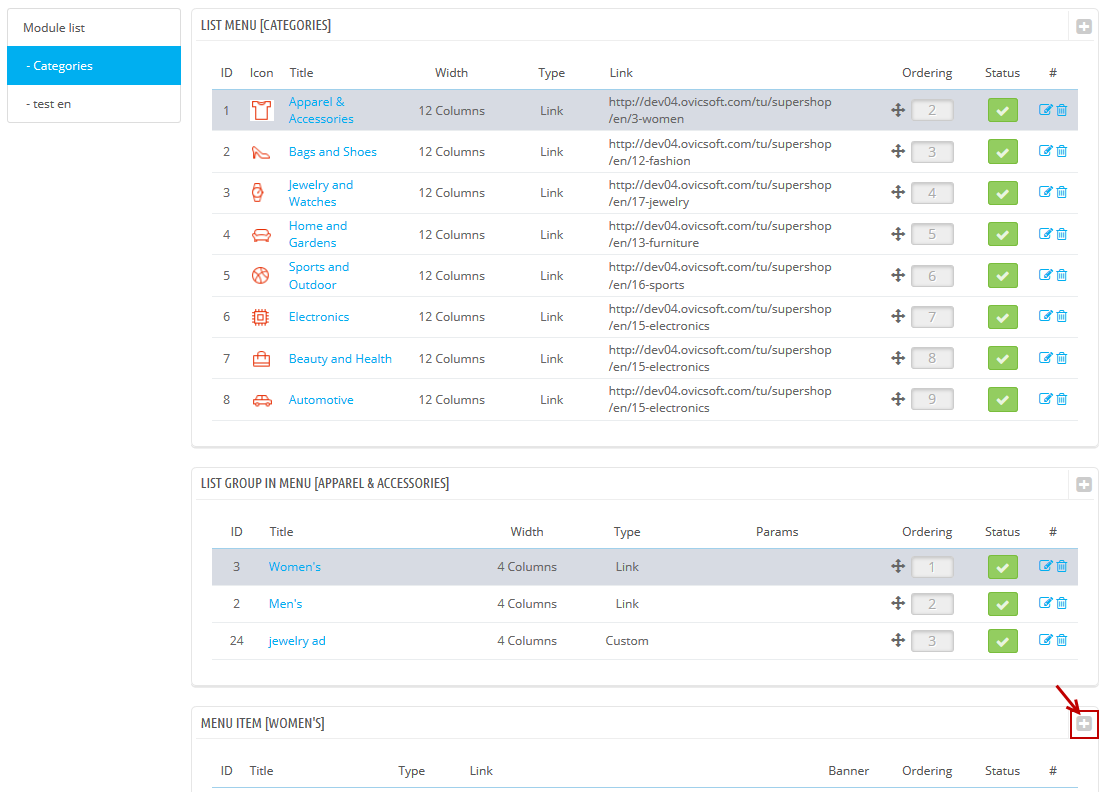 Module list
- Categories
- test en
LIST MENU [CATEGORIES]
ID Icon Title Width Type Link Ordering Status #
1 Apparel & Accessories 12 Columns Link http://dev04.ovicsoft.com/tu/supershop/en/3-women 2
2 Bags and Shoes 12 Columns Link http://dev04.ovicsoft.com/tu/supershop/en/12-fashion 3
3 Jewelry and Watches 12 Columns Link http://dev04.ovicsoft.com/tu/supershop/en/17-jewelry 4
4 Home and Gardens 12 Columns Link http://dev04.ovicsoft.com/tu/supershop/en/13-furniture 5
5 Sports and Outdoor 12 Columns Link http://dev04.ovicsoft.com/tu/supershop/en/16-sports 6
6 Electronics 12 Columns Link http://dev04.ovicsoft.com/tu/supershop/en/15-electronics 7
7 Beauty and Health 12 Columns Link http://dev04.ovicsoft.com/tu/supershop/en/15-electronics 8
8 Automotive 12 Columns Link http://dev04.ovicsoft.com/tu/supershop/en/15-electronics 9
LIST GROUP IN MENU [APPAREL & ACCESSORIES]
ID Title Width Type Params Ordering Status #
3 Women's 4 Columns Link 1
2 Men's 4 Columns Link 2
24 jewelry ad 4 Columns Custom 3
MENU ITEM [WOMEN'S]
ID Title Type Link Banner Ordering Status #